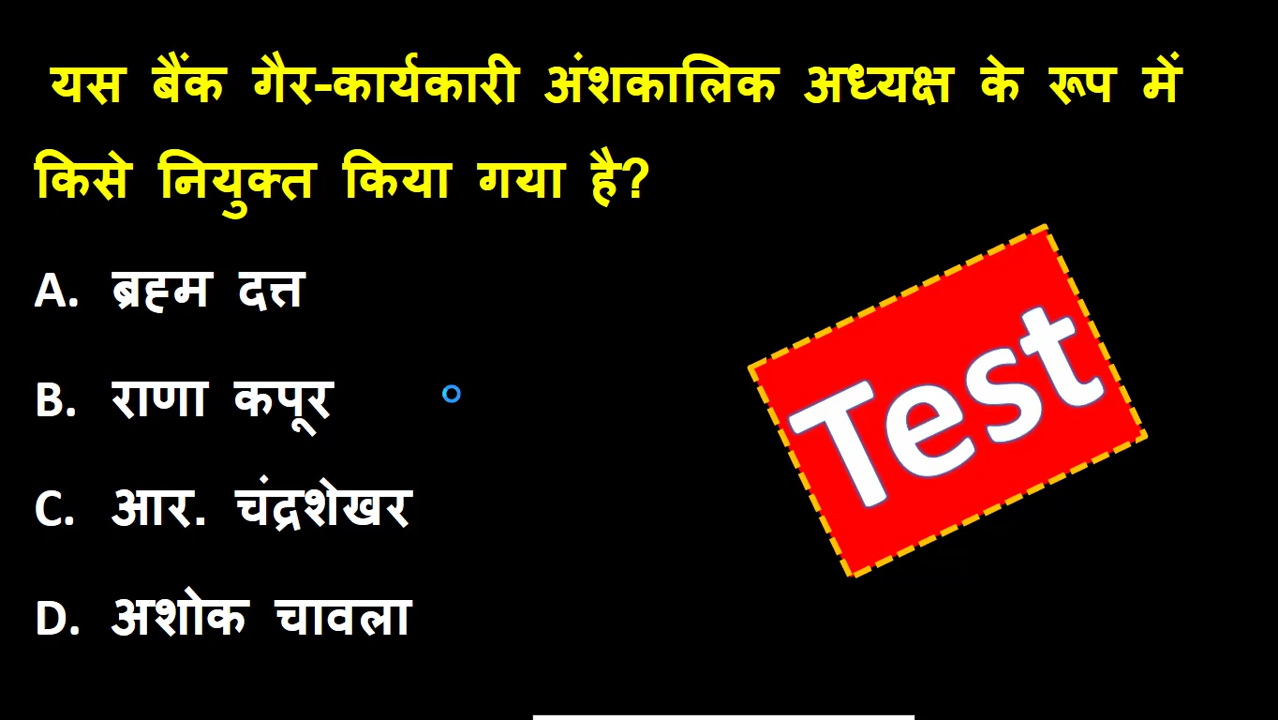 यस बैंक गैर-कार्यकारी अंशकालिक अध्यक्ष के रूप में
किसे नियुक्त किया गया है?
A. ब्रह्म दत्त
B. राणा कपूर
C. आर. चंद्रशेखर
D. अशोक चावला
Test